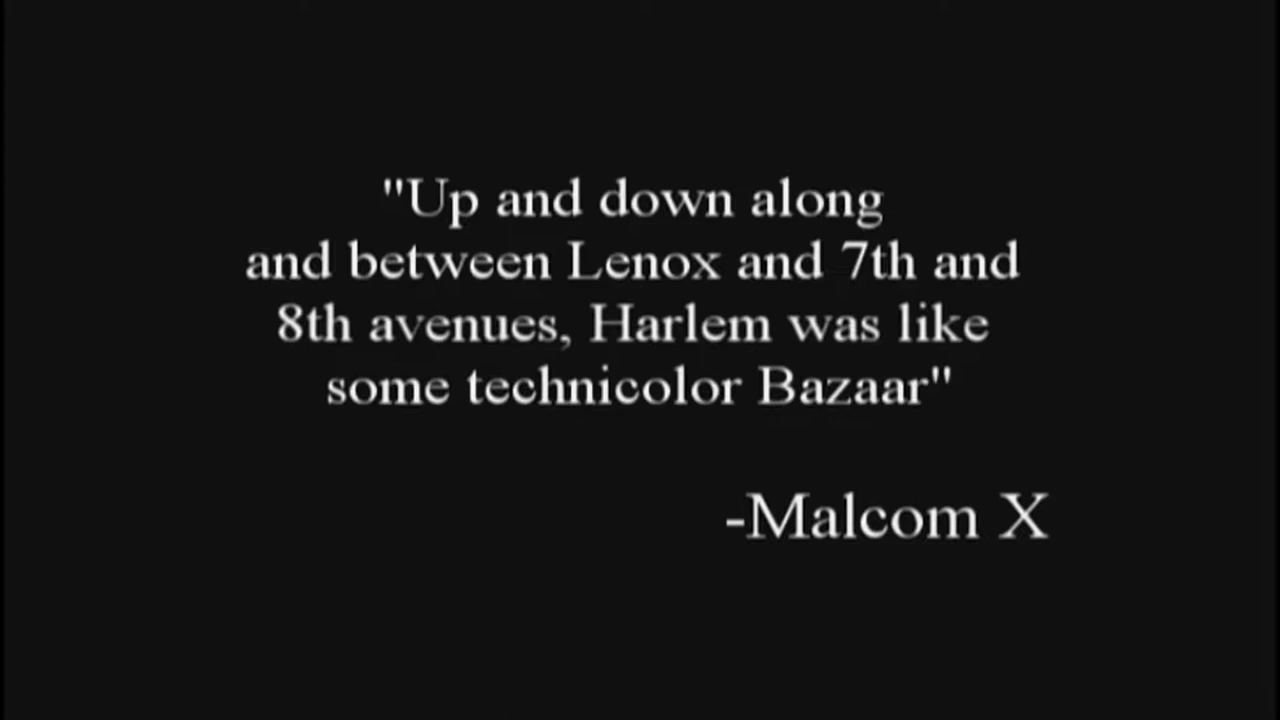 "Up and down along
and between Lenox and 7th and
8th avenues, Harlem was like
some technicolor Bazaar"
-Malcom X